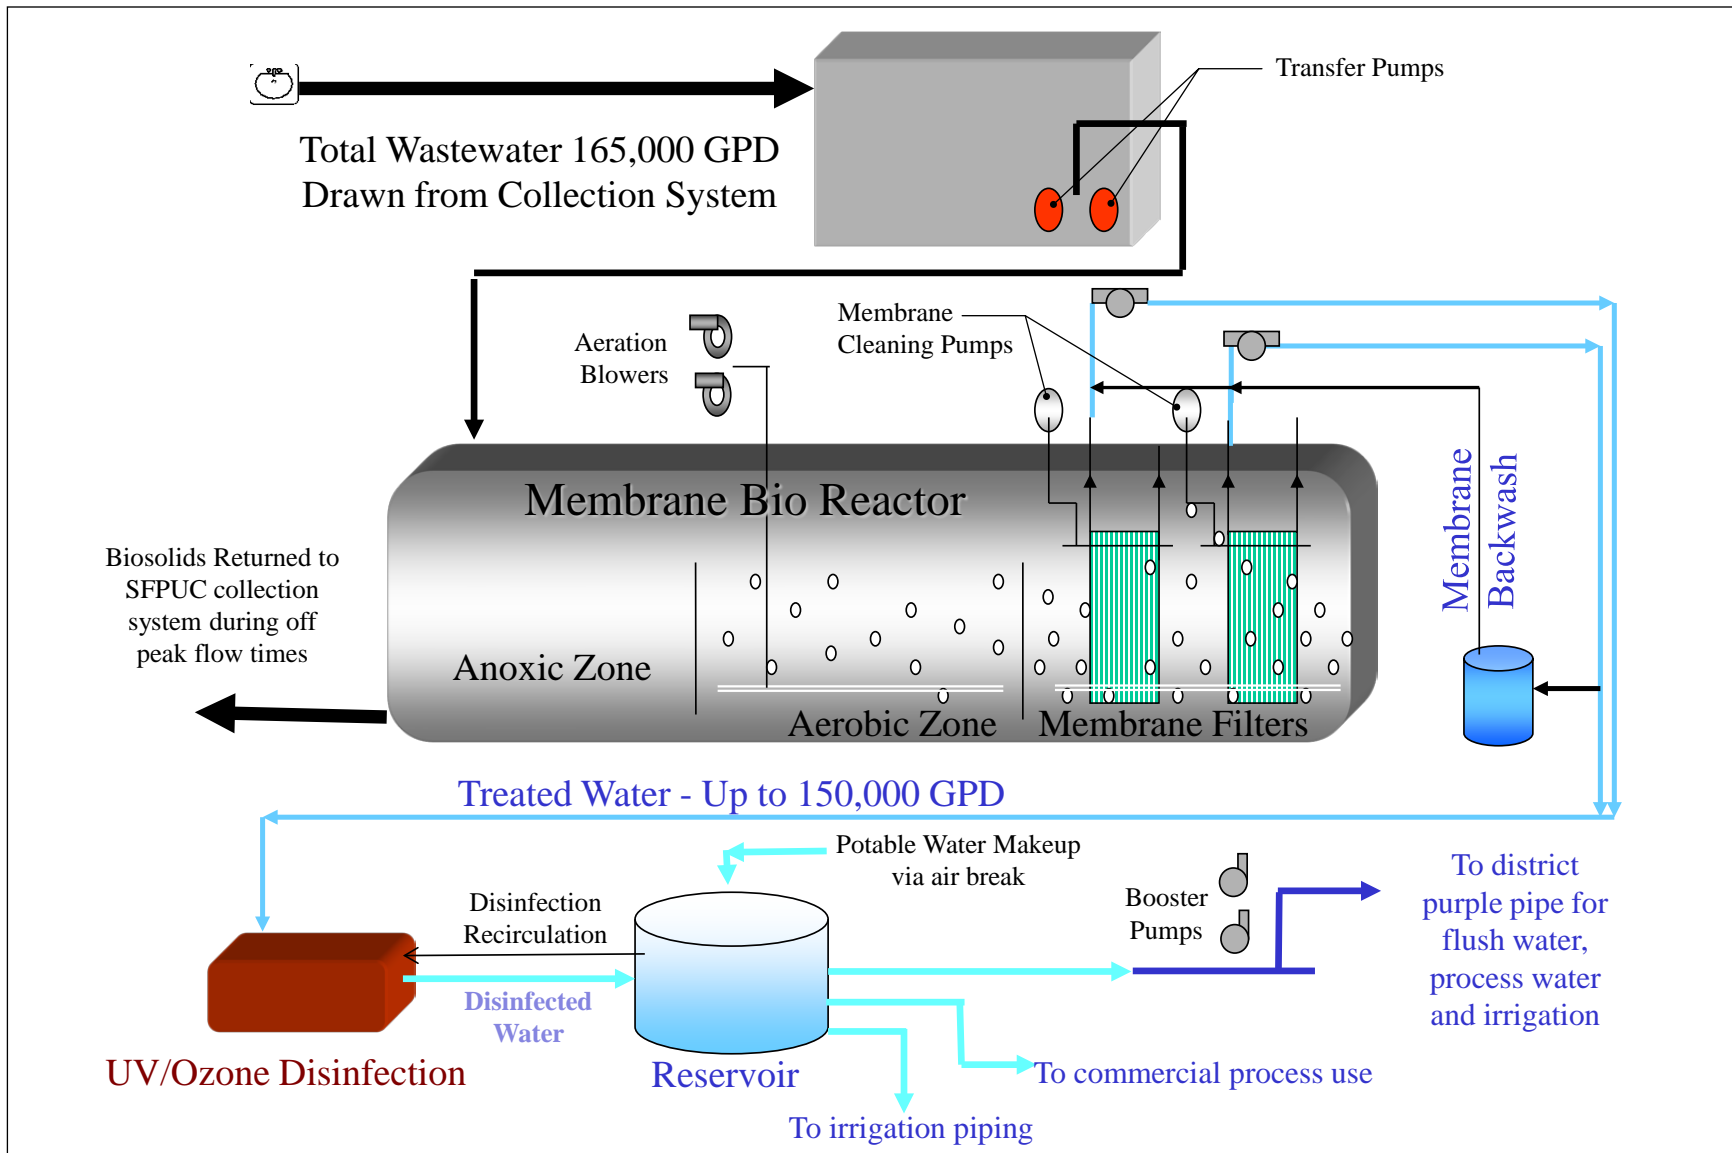 Transfer Pumps
Total Wastewater 165,000 GPD
Drawn from Collection System
Membrane
Cleaning Pumps
Aeration
Blowers
Membrane Bio Reactor
Membrane
Backwash
Biosolids Returned to
SFPUC collection
system during off
peak flow times
Anoxic Zone
Aerobic Zone
Membrane Filters
Treated Water - Up to 150,000 GPD
Potable Water Makeup
via air break
Disinfection
Recirculation
Booster
Pumps
To district
purple pipe for
flush water,
process water
and irrigation
Disinfected
Water
UV/Ozone Disinfection
Reservoir
To commercial process use
To irrigation piping